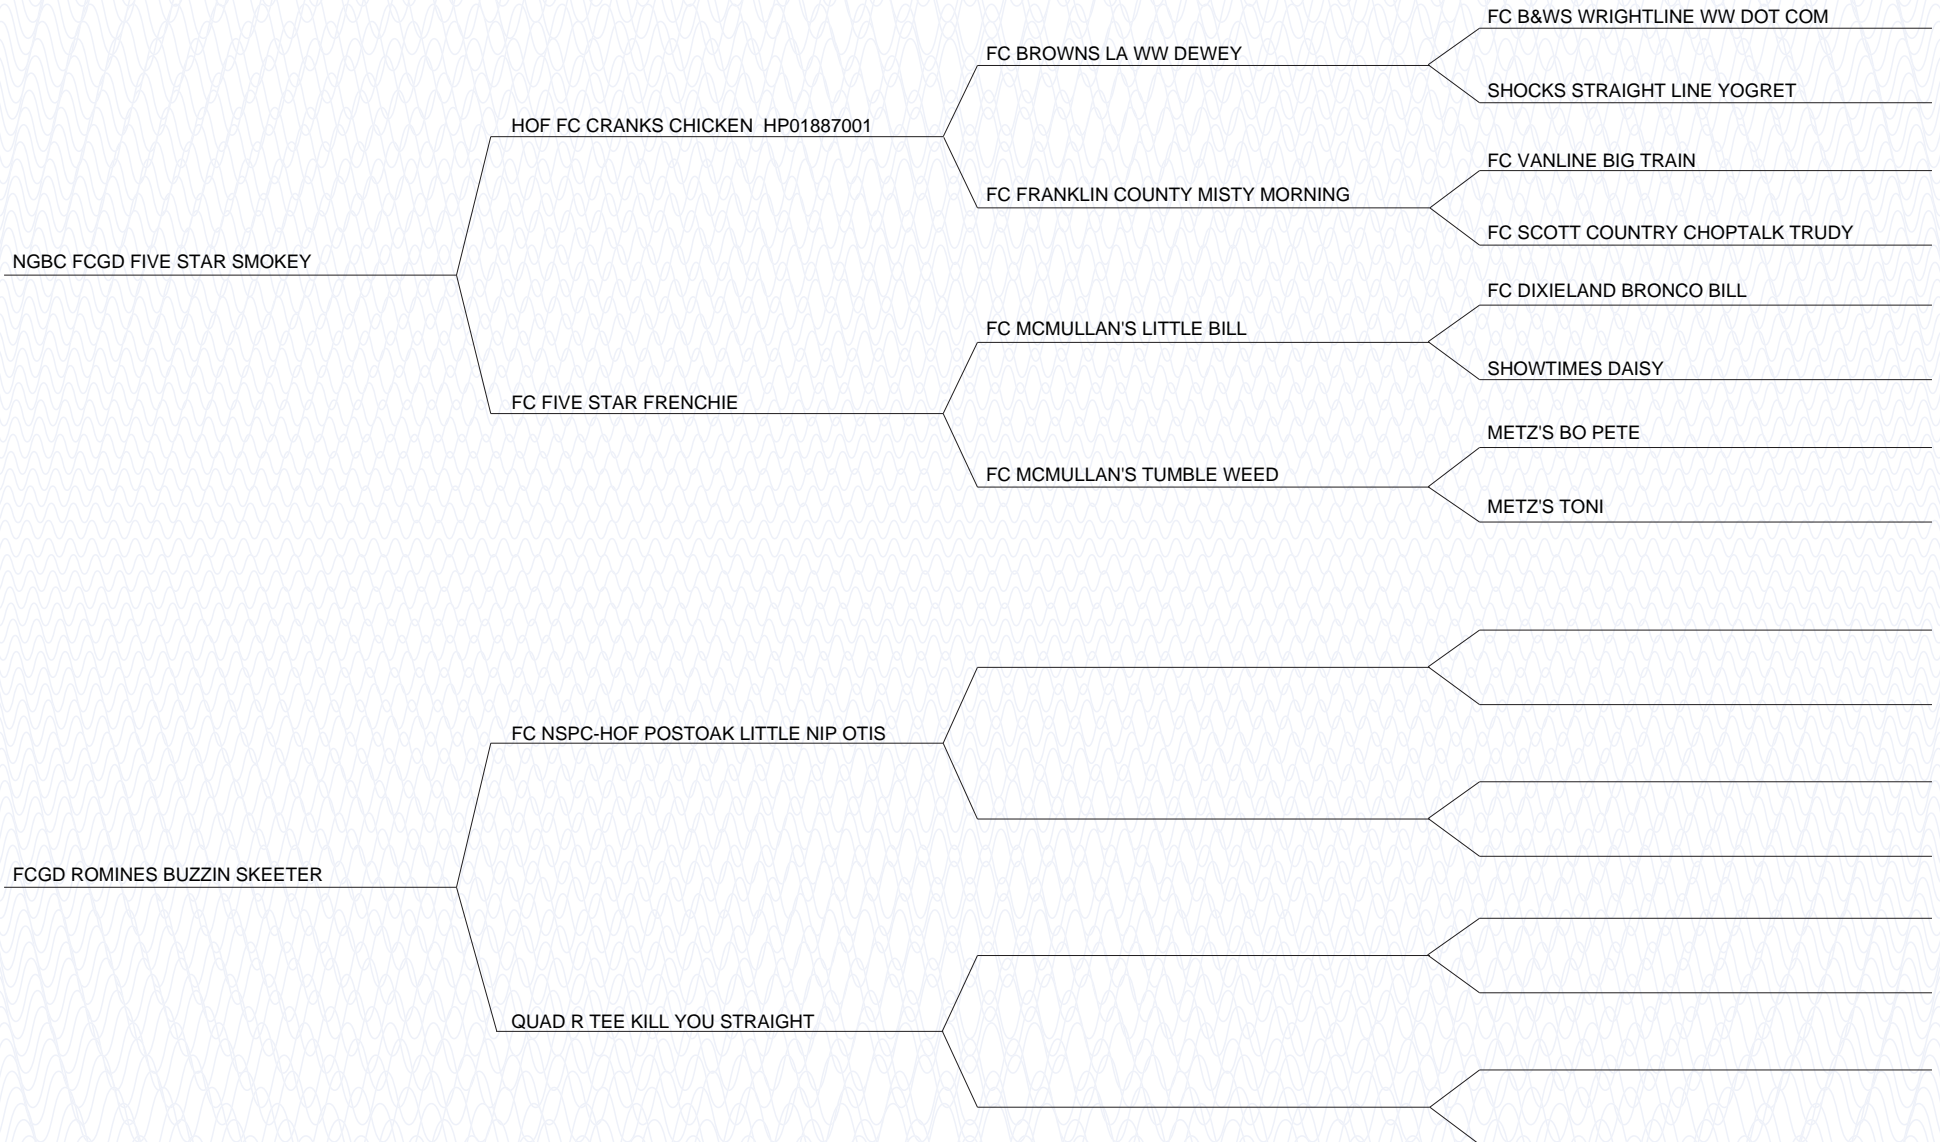 FC B&WS WRIGHTLINE WW DOT COM
FC BROWNS LA WW DEWEY
SHOCKS STRAIGHT LINE YOGRET
HOF FC CRANKS CHICKEN  HP01887001
FC VANLINE BIG TRAIN
FC FRANKLIN COUNTY MISTY MORNING
FC SCOTT COUNTRY CHOPTALK TRUDY
NGBC FCGD FIVE STAR SMOKEY
FC DIXIELAND BRONCO BILL
FC MCMULLAN'S LITTLE BILL
SHOWTIMES DAISY
FC FIVE STAR FRENCHIE
METZ'S BO PETE
FC MCMULLAN'S TUMBLE WEED
METZ'S TONI
FC NSPC-HOF POSTOAK LITTLE NIP OTIS
FCGD ROMINES BUZZIN SKEETER
QUAD R TEE KILL YOU STRAIGHT